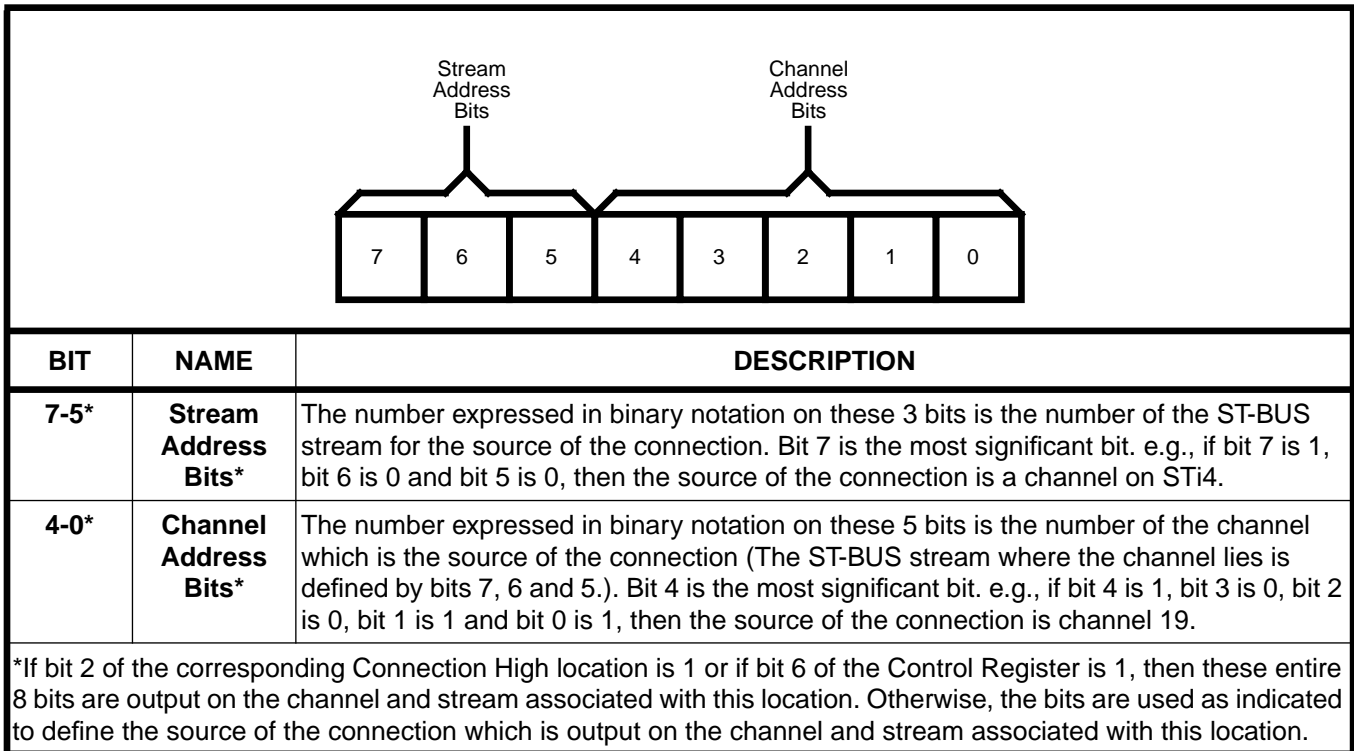 Stream
Address
Bits
Channel
Address
Bits
7 6 5 4 3 2 1 0
BIT NAME DESCRIPTION
7-5* Stream The number expressed in binary notation on these 3 bits is the number of the ST-BUS
Address stream for the source of the connection. Bit 7 is the most significant bit. e.g., if bit 7 is 1,
Bits* bit 6 is 0 and bit 5 is 0, then the source of the connection is a channel on STi4.
4-0* Channel The number expressed in binary notation on these 5 bits is the number of the channel
Address which is the source of the connection (The ST-BUS stream where the channel lies is
Bits* defined by bits 7, 6 and 5.). Bit 4 is the most significant bit. e.g., if bit 4 is 1, bit 3 is 0, bit 2
is 0, bit 1 is 1 and bit 0 is 1, then the source of the connection is channel 19.
*If bit 2 of the corresponding Connection High location is 1 or if bit 6 of the Control Register is 1, then these entire
8 bits are output on the channel and stream associated with this location. Otherwise, the bits are used as indicated
to define the source of the connection which is output on the channel and stream associated with this location.